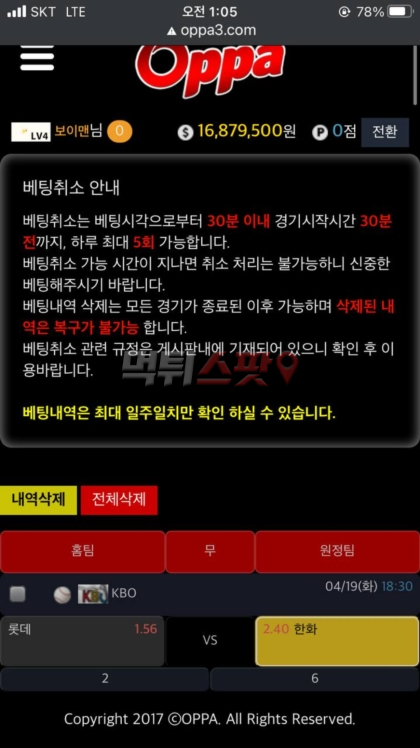 SKT LTE 오전 1:05 78%
oppa3.com
Oppa
LV4 보이맨님 0 $ 16,879,500원 P 0점 전환
베팅취소 안내
베팅취소는 베팅시각으로부터 30분 이내 경기시작시간 30분
전까지, 하루 최대 5회 가능합니다.
베팅취소 가능 시간이 지나면 취소 처리는 불가능하니 신중한
베팅해주시기 바랍니다.
베팅내역 삭제는 모든 경기가 종료된 이후 가능하며 삭제된 내
역은 복구가 불가능 합니다.
베팅취소 관련 규정은 게시판내에 기재되어 있으니 확인 후 이
용바랍니다.
먹튀스팟
베팅내역은 최대 일주일치만 확인 하실 수 있습니다.
내역삭제 전체삭제
홈팀 무 원정팀
KBO 04/19(화) 18:30
롯데 1.56 VS 2.40 한화
2 6
Copyright 2017 ⓒOPPA. All Rights Reserved.